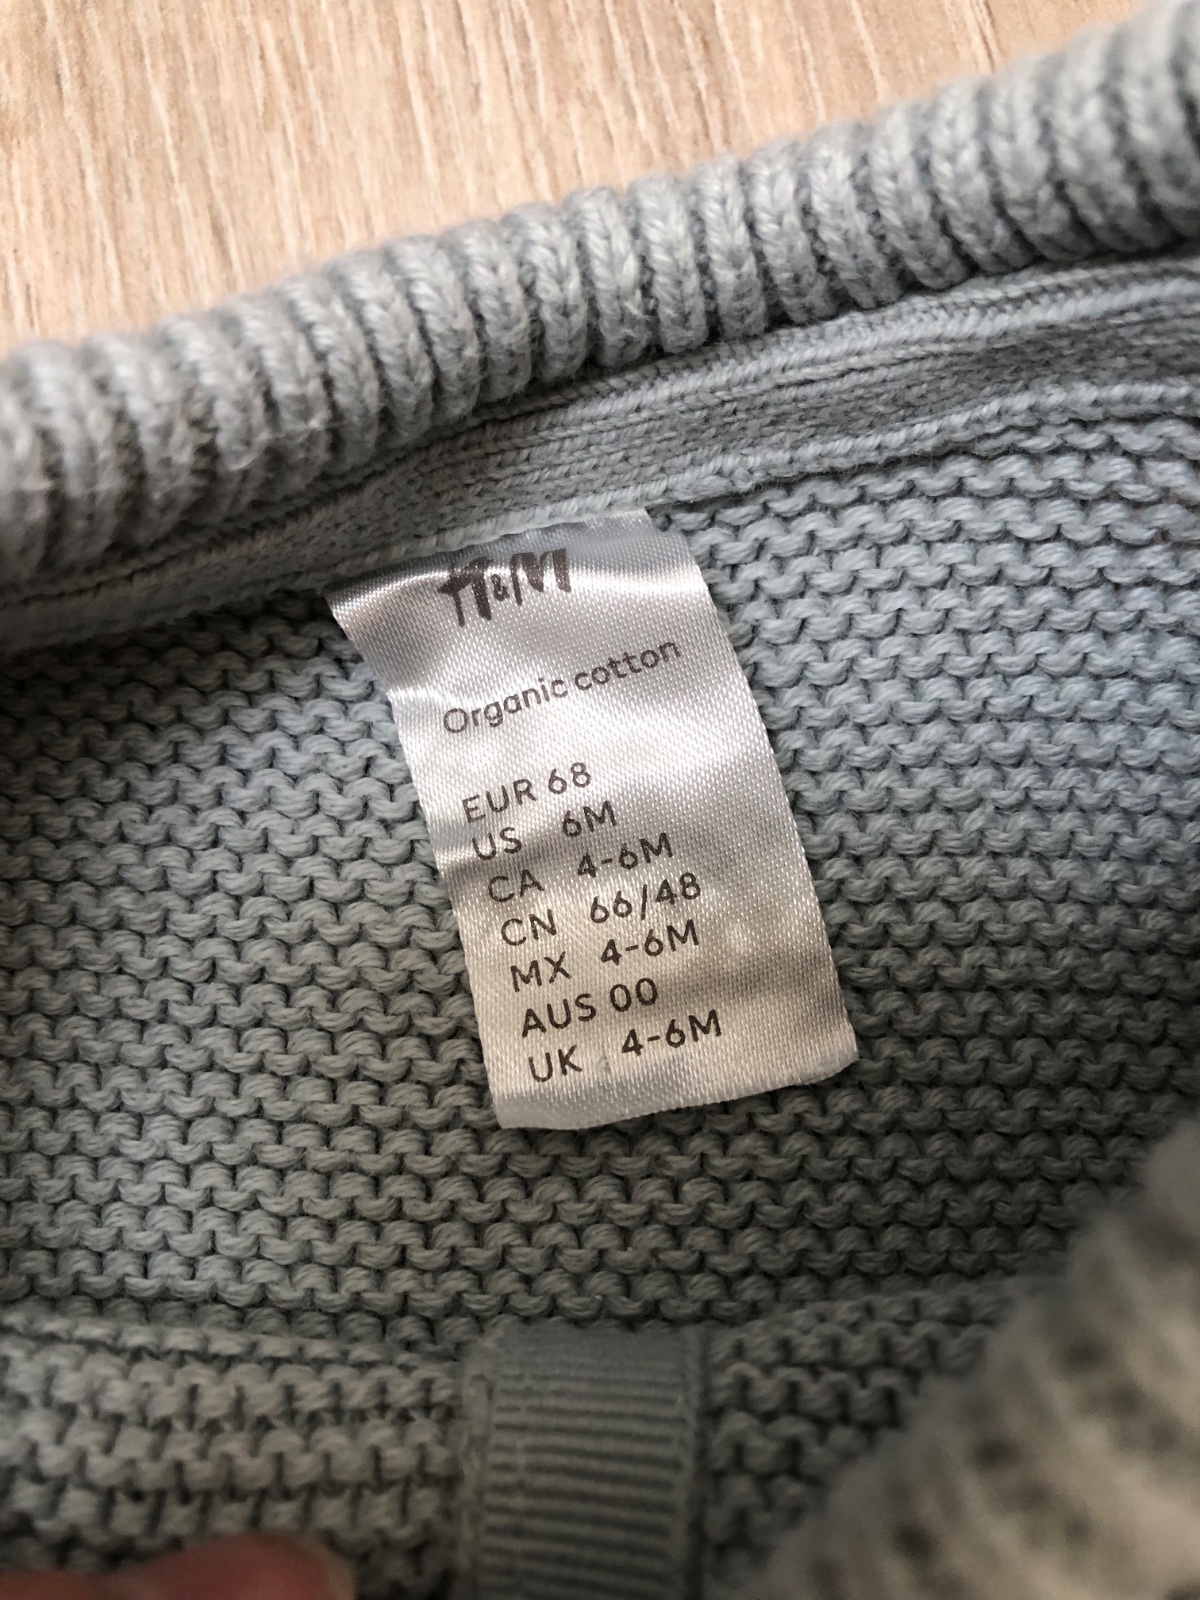 H&M
Organic cotton
EUR 68
US 6M
CA 4-6M
CN 66/48
MX 4-6M
AUS 00
UK 4-6M